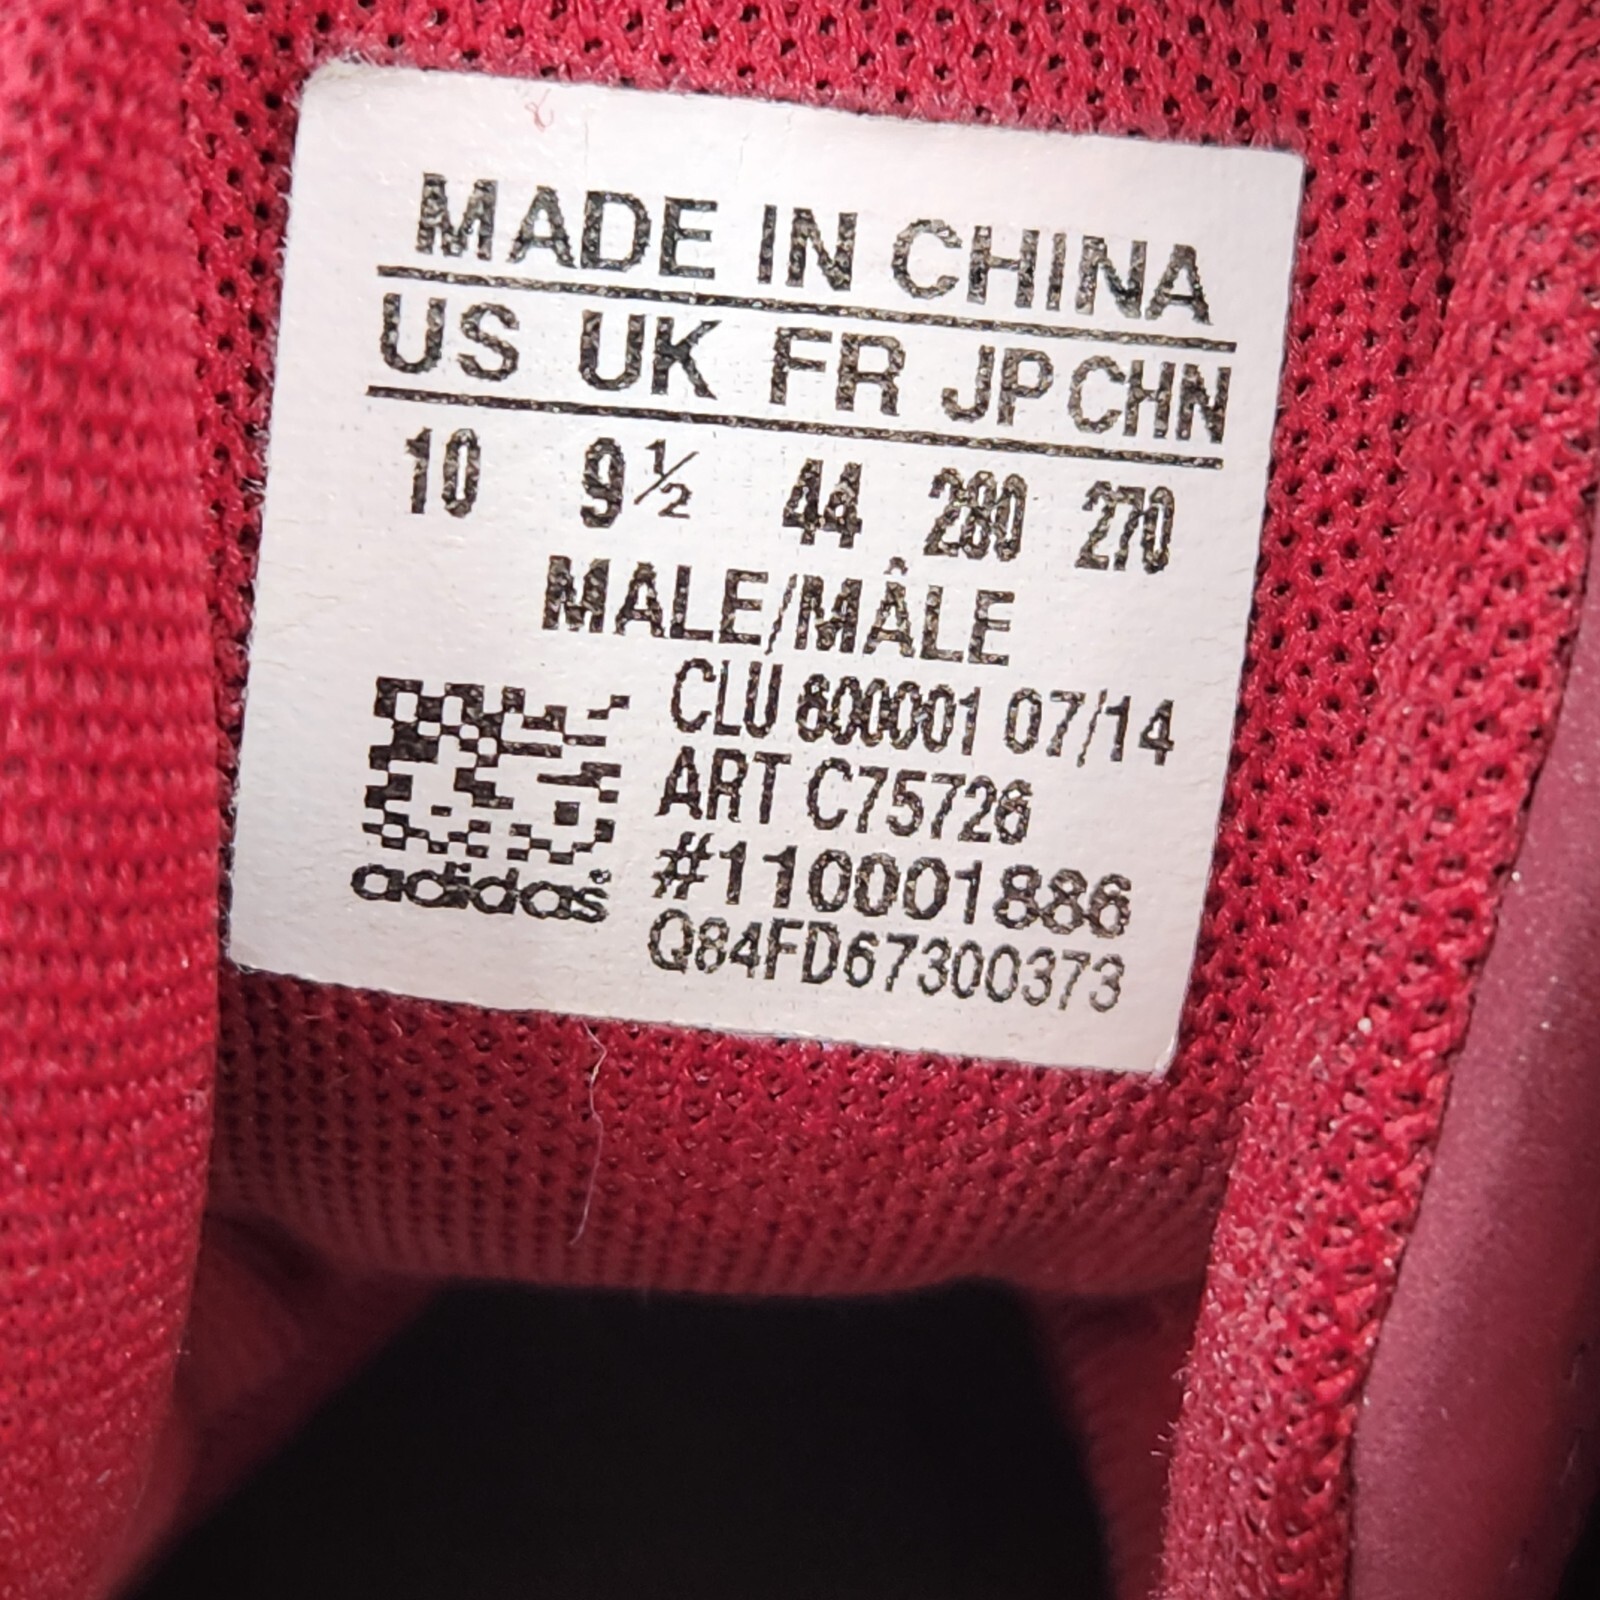 MADE IN CHINA
US UK FR JP CHN
10 9½ 44 280 270
MALE/MÂLE
CLU 600001 07/14
ART C75726
#110001886
adidas
Q84FD67300373